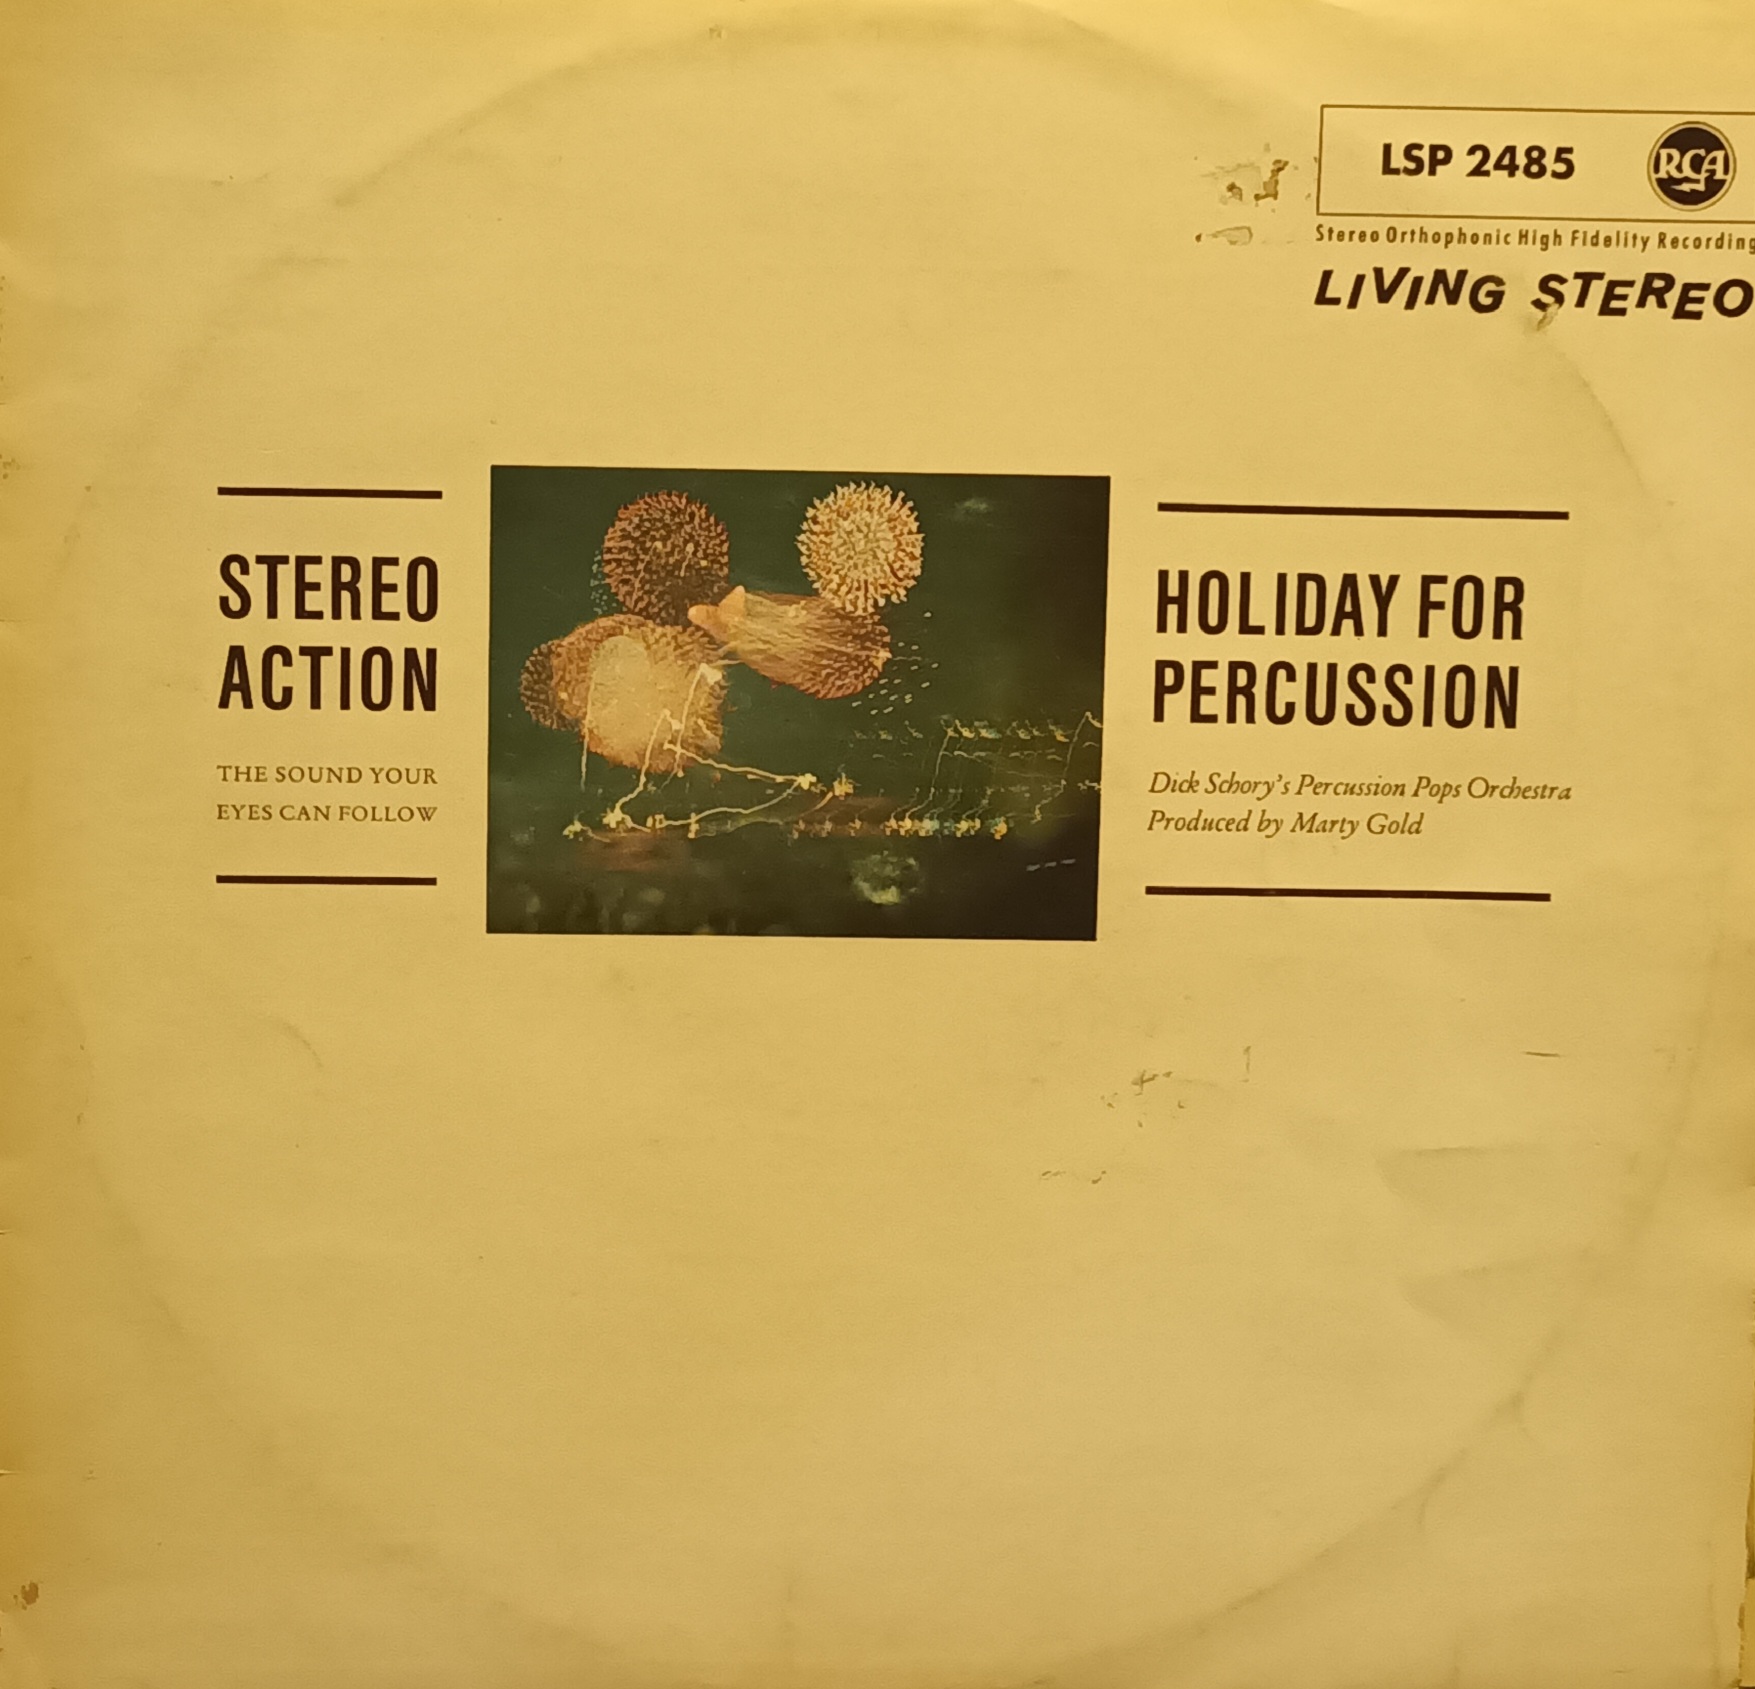 LSP 2485
RCA
Stereo Orthophonic High Fidelity Recording
LIVING STEREO
STEREO
ACTION
THE SOUND YOUR
EYES CAN FOLLOW
HOLIDAY FOR
PERCUSSION
Dick Schory's Percussion Pops Orchestra
Produced by Marty Gold